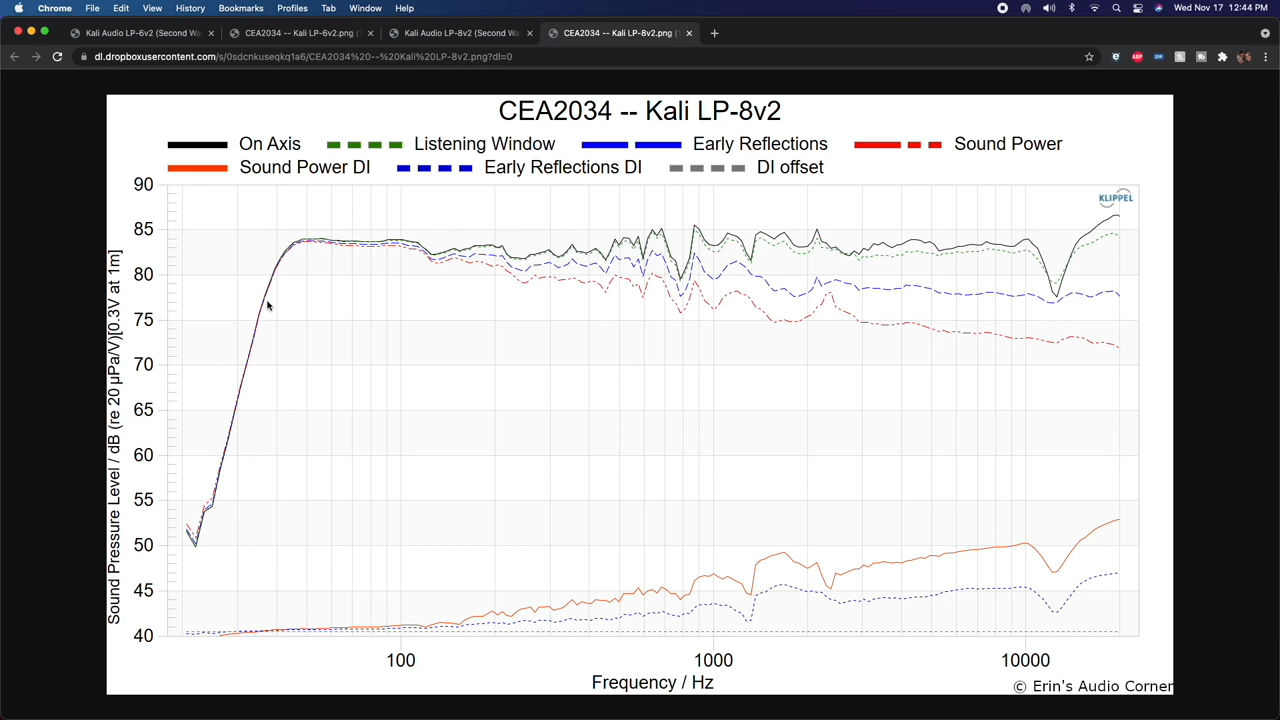 Chrome File Edit View History Bookmarks Profiles Tab Window Help Wed Nov 17 12:44 PM
Kali Audio LP-6v2 (Second Wa CEA2034 -- Kali LP-6v2.png (1 Kali Audio LP-8v2 (Second Wa CEA2034 -- Kali LP-8v2.png (1
dl.dropboxusercontent.com/s/0sdcnkuseqkq1a6/CEA2034%20--%20Kali%20LP-8v2.png?dl=0 ABP ZIP
CEA2034 -- Kali LP-8v2
On Axis Listening Window Early Reflections Sound Power
Sound Power DI Early Reflections DI DI offset
KLIPPEL
90
85
80
75
70
65
60
55
50
45
40
Sound Pressure Level / dB (re 20 µPa/V)[0.3V at 1m]
100 1000 10000
Frequency / Hz
© Erin's Audio Corner